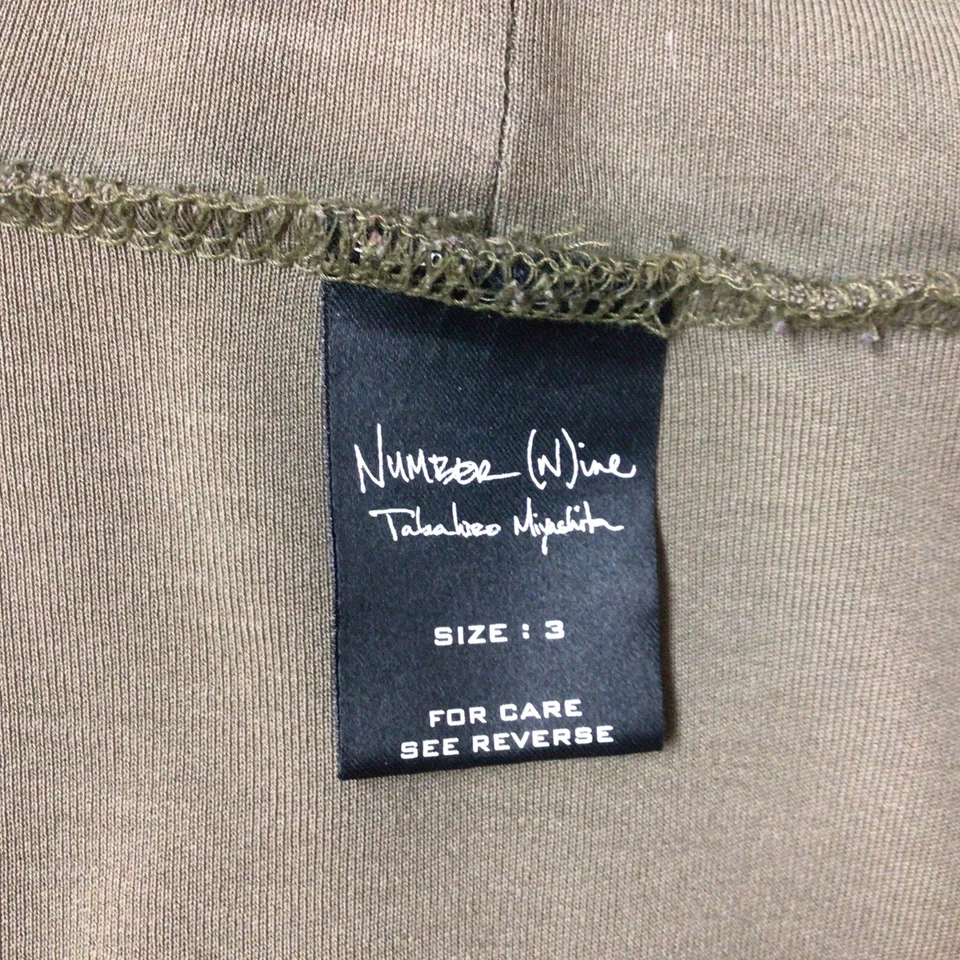 NUMBER (N)ine
Takahiro Miyashita
SIZE : 3
FOR CARE
SEE REVERSE